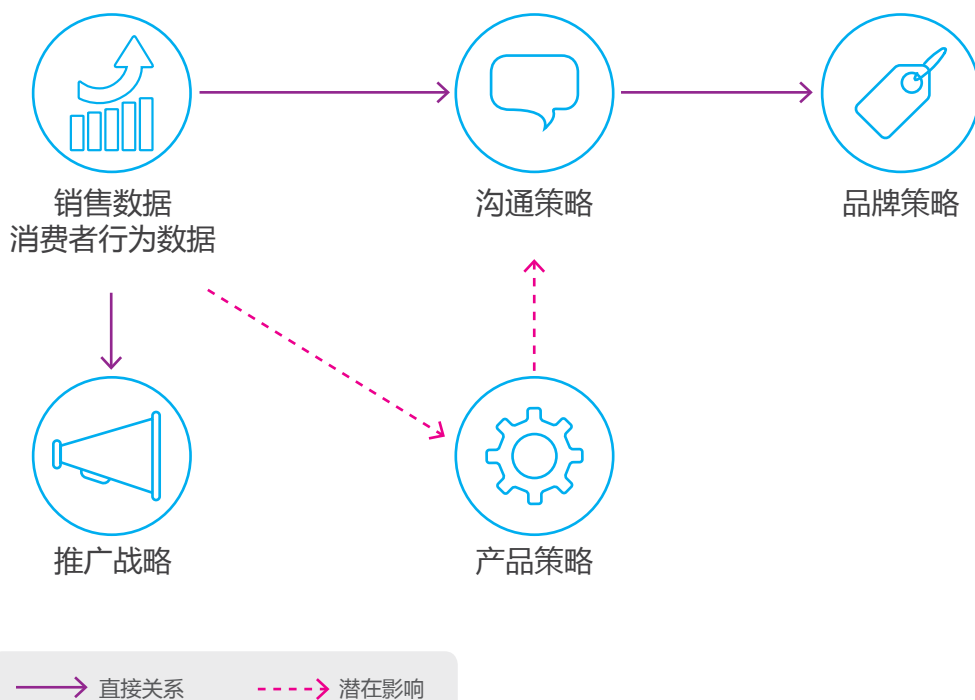 销售数据
消费者行为数据
沟通策略
品牌策略
推广战略
产品策略
直接关系
潜在影响